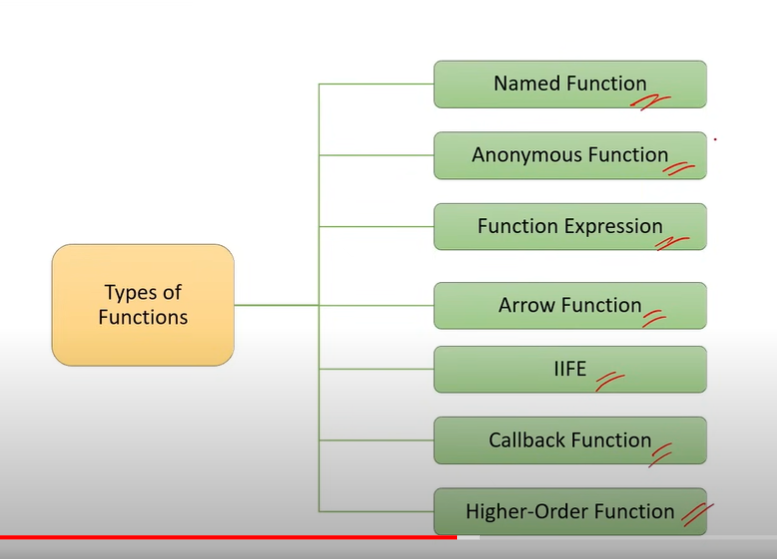 Named Function
Anonymous Function
Function Expression
Types of
Functions
Arrow Function
IIFE
Callback Function
Higher-Order Function